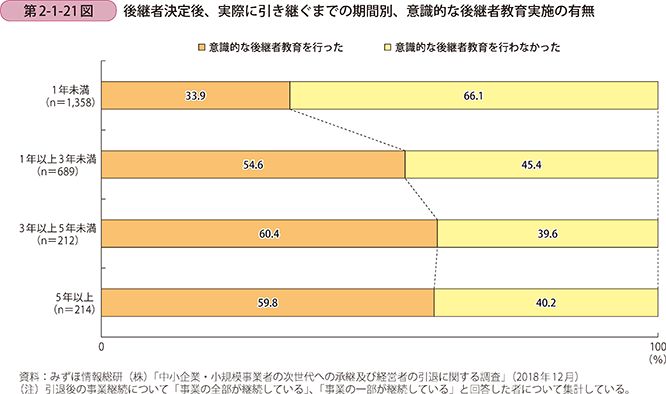 第2-1-21図
後継者決定後、実際に引き継ぐまでの期間別、意識的な後継者教育実施の有無
意識的な後継者教育を行った
意識的な後継者教育を行わなかった
1年未満
（n=1,358）
33.9
66.1
1年以上3年未満
（n=689）
54.6
45.4
3年以上5年未満
（n=212）
60.4
39.6
5年以上
（n=214）
59.8
40.2
0
100
(%)
資料：みずほ情報総研（株）「中小企業・小規模事業者の次世代への承継及び経営者の引退に関する調査」（2018年12月）
（注）引退後の事業継続について「事業の全部が継続している」、「事業の一部が継続している」と回答した者について集計している。